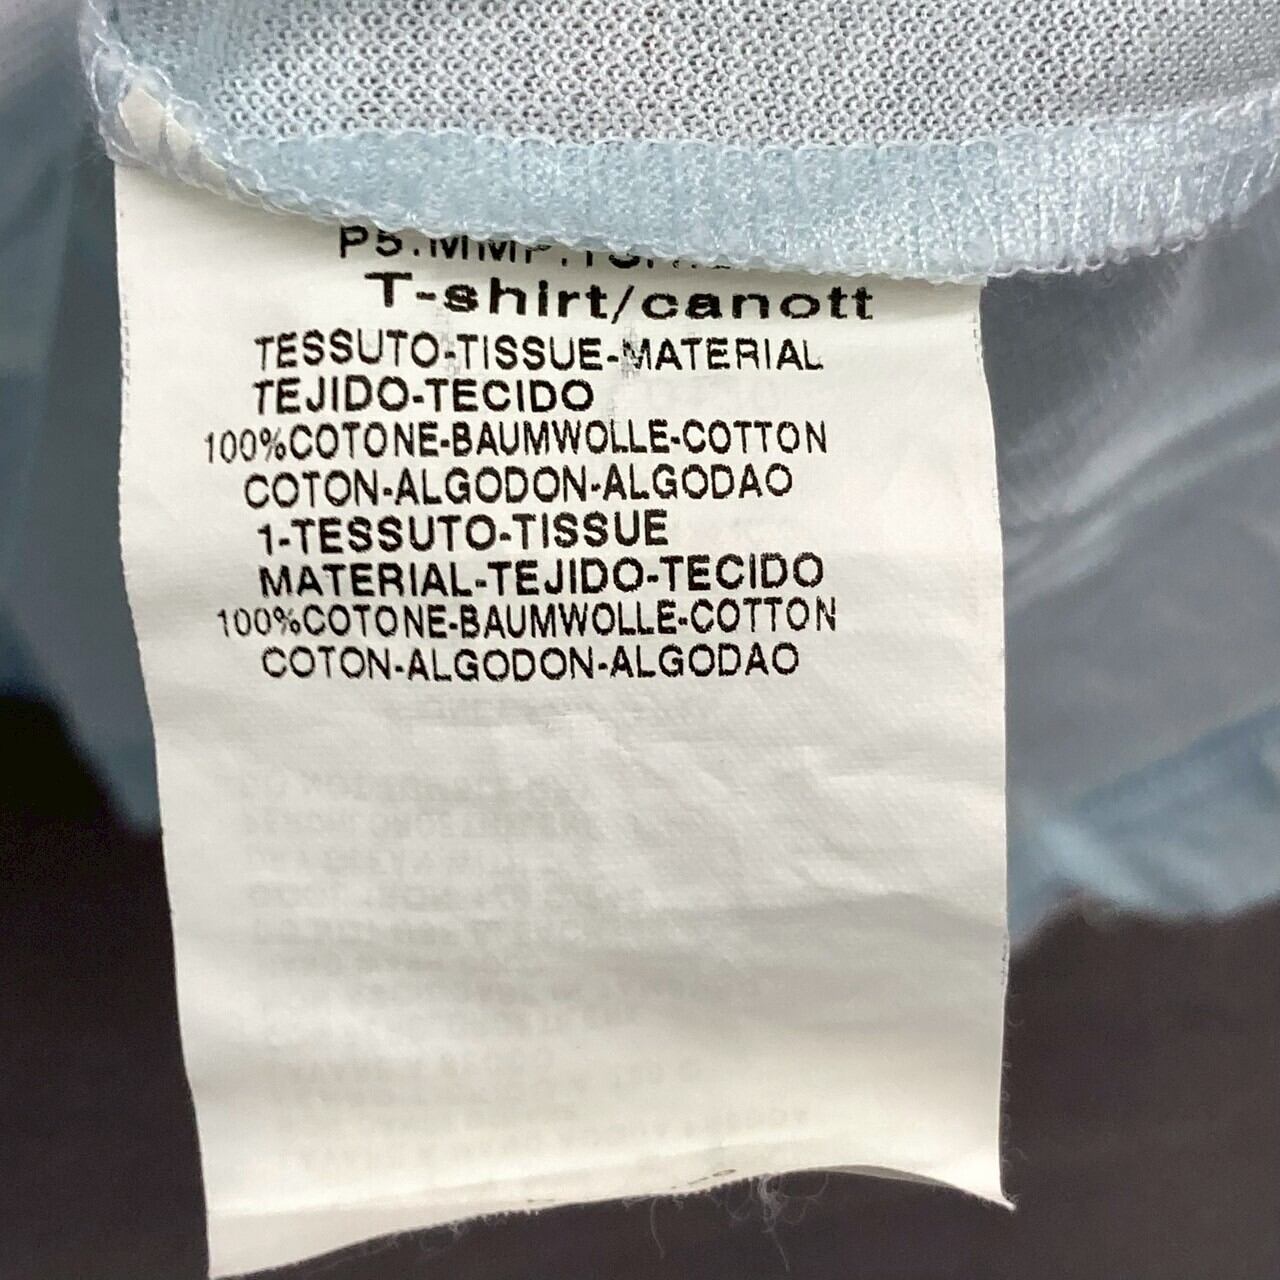 T-shirt/canott
TESSUTO-TISSUE-MATERIAL
TEJIDO-TECIDO
100%COTONE-BAUMWOLLE-COTTON
COTON-ALGODON-ALGODAO
1-TESSUTO-TISSUE
MATERIAL-TEJIDO-TECIDO
100%COTONE-BAUMWOLLE-COTTON
COTON-ALGODON-ALGODAO